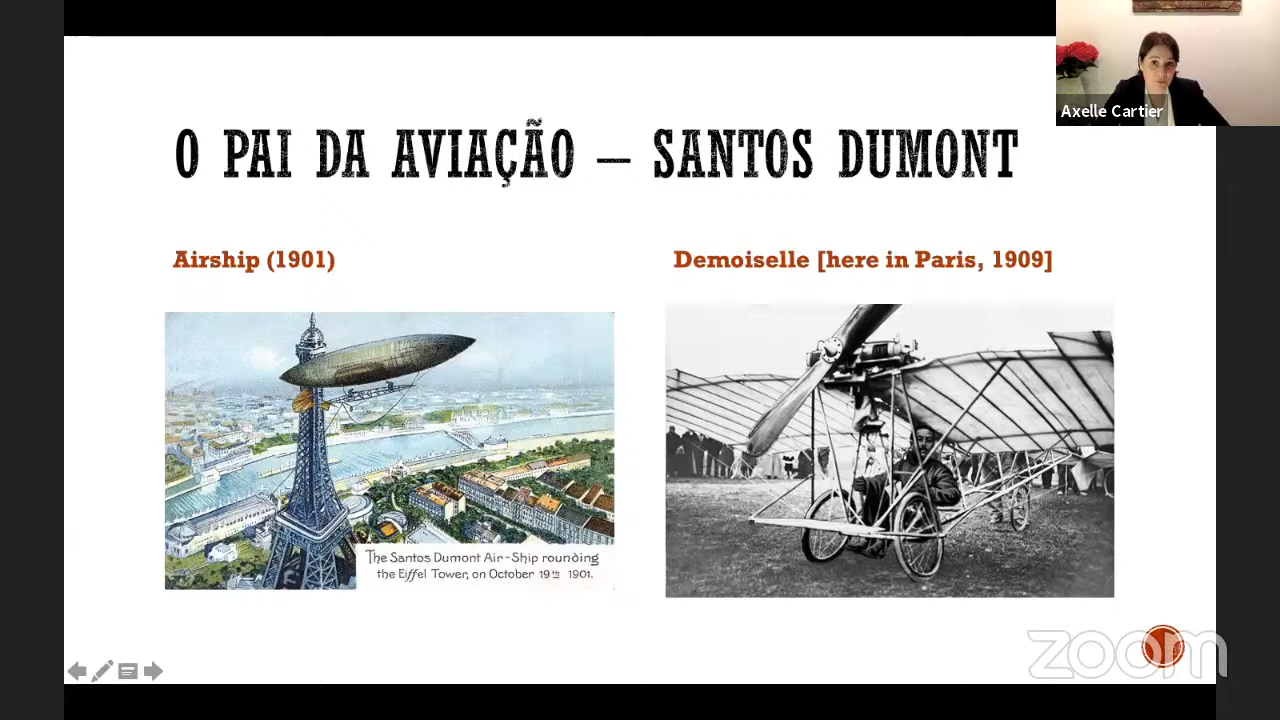 Axelle Cartier
O PAI DA AVIAÇÃO – SANTOS DUMONT
Airship (1901)
Demoiselle [here in Paris, 1909]
The Santos Dumont Air-Ship rounding
the Eiffel Tower, on October 19th 1901.
zoom